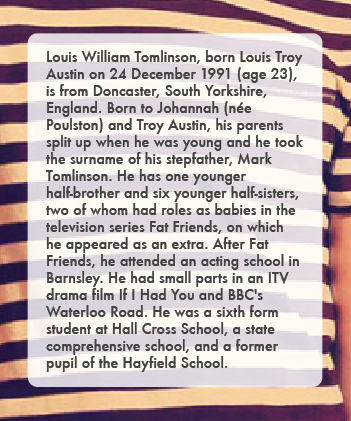 Louis William Tomlinson, born Louis Troy
Austin on 24 December 1991 (age 23),
is from Doncaster, South Yorkshire,
England. Born to Johannah (née
Poulston) and Troy Austin, his parents
split up when he was young and he took
the surname of his stepfather, Mark
Tomlinson. He has one younger
half-brother and six younger half-sisters,
two of whom had roles as babies in the
television series Fat Friends, on which
he appeared as an extra. After Fat
Friends, he attended an acting school in
Barnsley. He had small parts in an ITV
drama film If I Had You and BBC's
Waterloo Road. He was a sixth form
student at Hall Cross School, a state
comprehensive school, and a former
pupil of the Hayfield School.